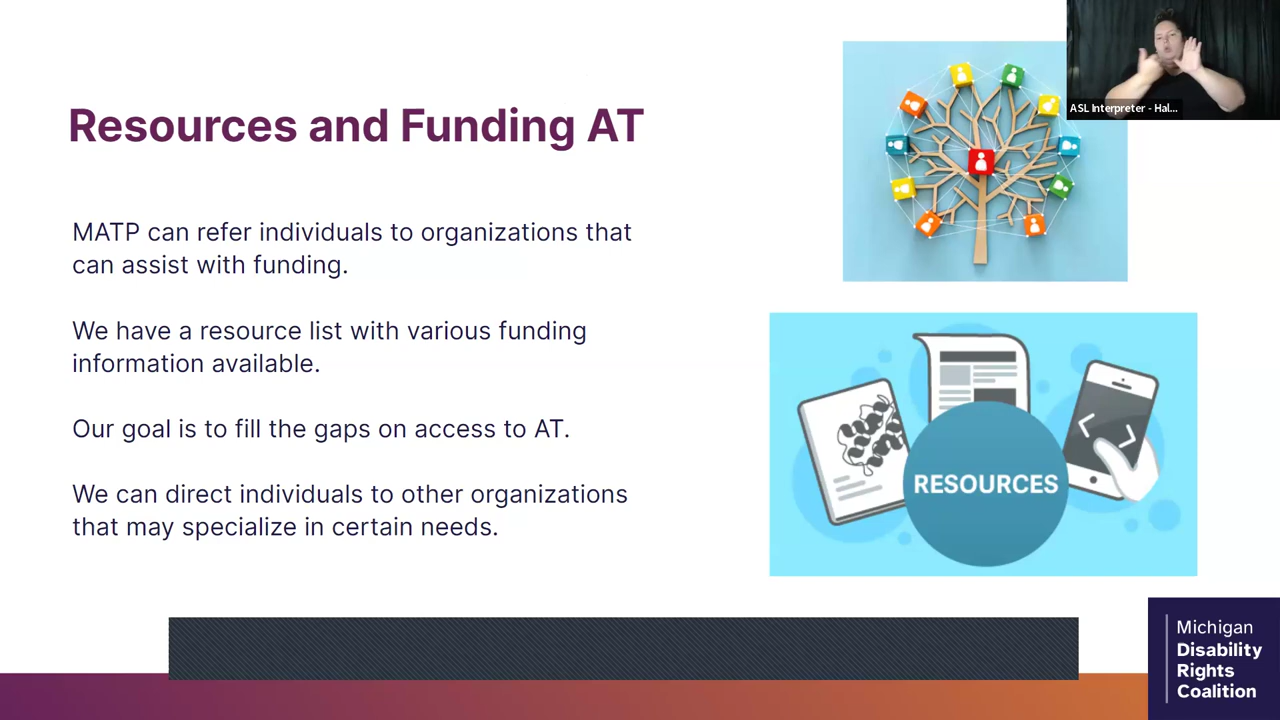 ASL Interpreter - Hal...
Resources and Funding AT
MATP can refer individuals to organizations that
can assist with funding.
We have a resource list with various funding
information available.
Our goal is to fill the gaps on access to AT.
We can direct individuals to other organizations
that may specialize in certain needs.
RESOURCES
Michigan
Disability
Rights
Coalition